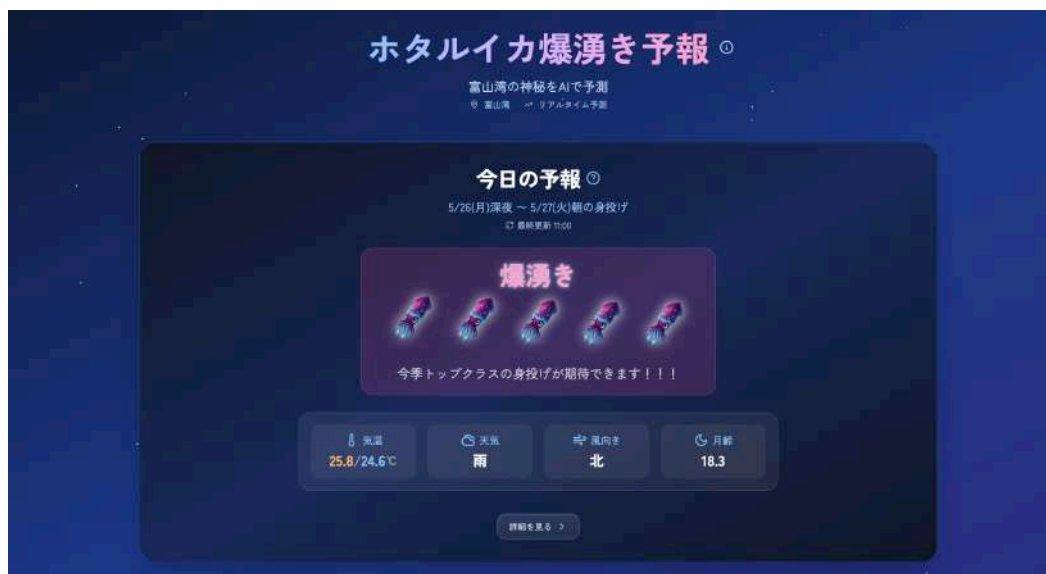 ホタルイカ爆湧き予報
富山湾の神秘をAIで予測
富山湾 リアルタイム予測
今日の予報
5/26(月)深夜 ～ 5/27(火)朝の身投げ
最終更新 11:00
爆湧き
今季トップクラスの身投げが期待できます！！！
気温 天気 風向き 月齢
25.8/24.6℃ 雨 北 18.3
詳細を見る >